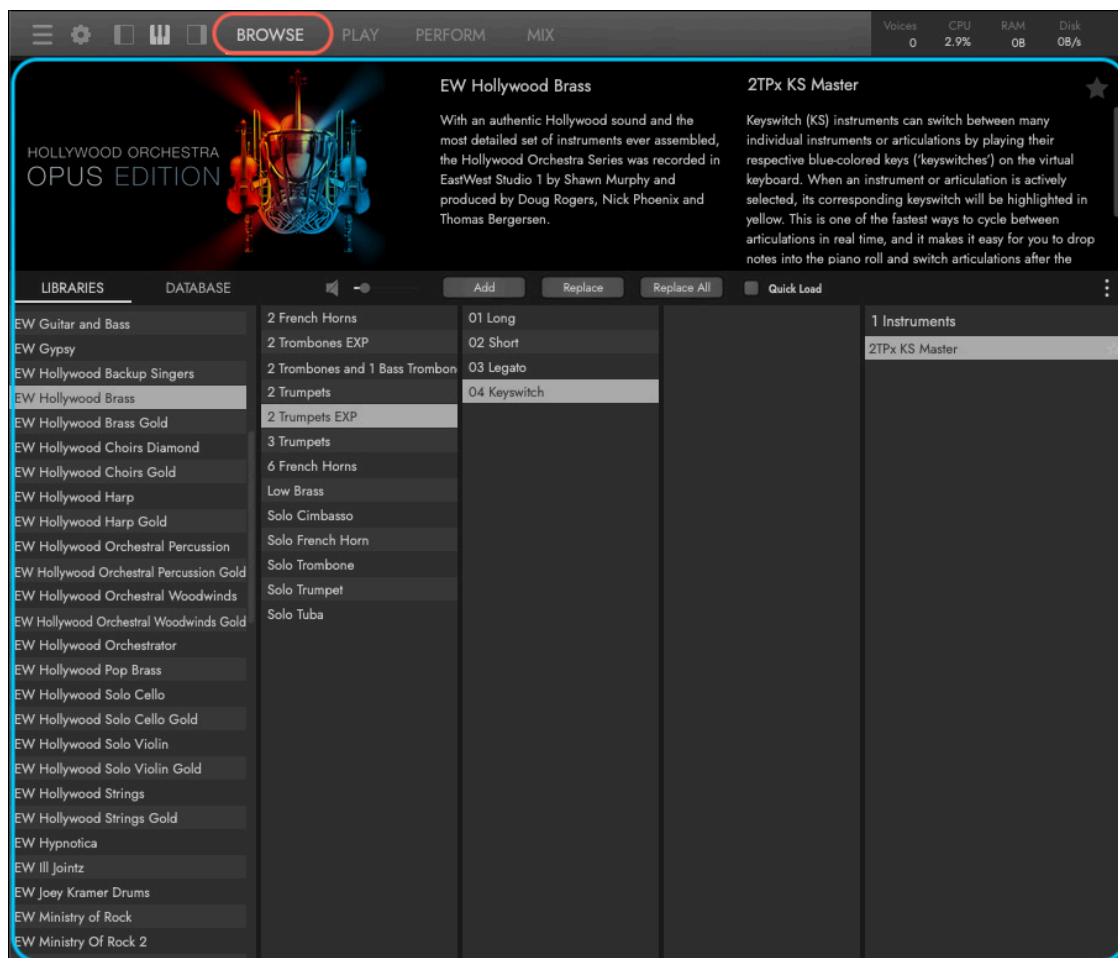 BROWSE PLAY PERFORM MIX
Voices CPU RAM Disk
0 2.9% 0B 0B/s
HOLLYWOOD ORCHESTRA
OPUS EDITION
EW Hollywood Brass
With an authentic Hollywood sound and the
most detailed set of instruments ever assembled,
the Hollywood Orchestra Series was recorded in
EastWest Studio 1 by Shawn Murphy and
produced by Doug Rogers, Nick Phoenix and
Thomas Bergersen.
2TPx KS Master
Keyswitch (KS) instruments can switch between many
individual instruments or articulations by playing their
respective blue-colored keys ('keyswitches') on the virtual
keyboard. When an instrument or articulation is actively
selected, its corresponding keyswitch will be highlighted in
yellow. This is one of the fastest ways to cycle between
articulations in real time, and it makes it easy for you to drop
notes into the piano roll and switch articulations after the
LIBRARIES DATABASE Add Replace Replace All Quick Load
EW Guitar and Bass
EW Gypsy
EW Hollywood Backup Singers
EW Hollywood Brass
EW Hollywood Brass Gold
EW Hollywood Choirs Diamond
EW Hollywood Choirs Gold
EW Hollywood Harp
EW Hollywood Harp Gold
EW Hollywood Orchestral Percussion
EW Hollywood Orchestral Percussion Gold
EW Hollywood Orchestral Woodwinds
EW Hollywood Orchestral Woodwinds Gold
EW Hollywood Orchestrator
EW Hollywood Pop Brass
EW Hollywood Solo Cello
EW Hollywood Solo Cello Gold
EW Hollywood Solo Violin
EW Hollywood Solo Violin Gold
EW Hollywood Strings
EW Hollywood Strings Gold
EW Hypnotica
EW Ill Jointz
EW Joey Kramer Drums
EW Ministry of Rock
EW Ministry Of Rock 2
2 French Horns
2 Trombones EXP
2 Trombones and 1 Bass Trombon
2 Trumpets
2 Trumpets EXP
3 Trumpets
6 French Horns
Low Brass
Solo Cimbasso
Solo French Horn
Solo Trombone
Solo Trumpet
Solo Tuba
01 Long
02 Short
03 Legato
04 Keyswitch
1 Instruments
2TPx KS Master